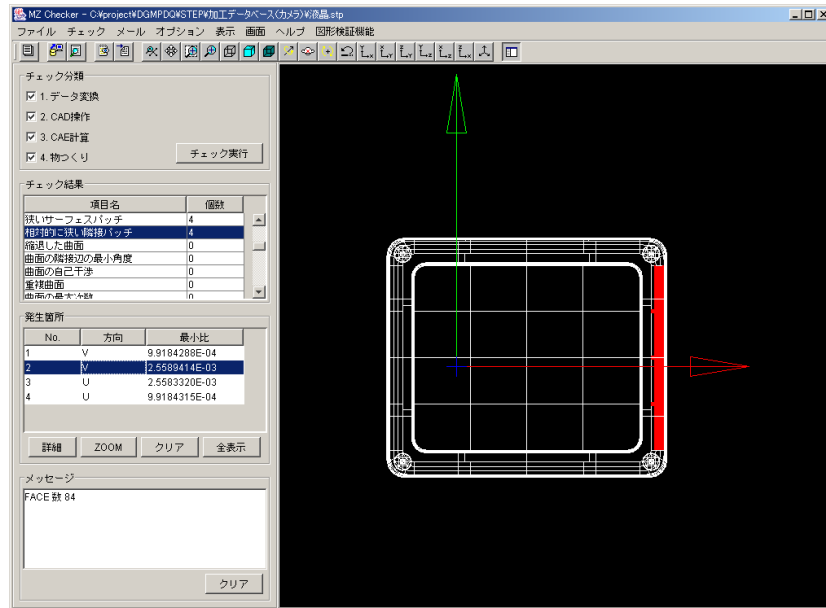 MZ Checker - C:¥project¥DGMPDQ¥STEP¥加工データベース(カメラ)¥液晶.stp
ファイル チェック メール オプション 表示 画面 ヘルプ 図形検証機能
チェック分類
1. データ変換
2. CAD操作
3. CAE計算
4. 物つくり
チェック実行
チェック結果
項目名 個数
狭いサーフェスパッチ 4
相対的に狭い隣接パッチ 4
縮退した曲面 0
曲面の隣接辺の最小角度 0
曲面の自己干渉 0
重複曲面 0
曲面の最大次数 0
発生箇所
No. 方向 最小比
1 V 9.9184288E-04
2 V 2.5589414E-03
3 U 2.5583320E-03
4 U 9.9184315E-04
詳細 ZOOM クリア 全表示
メッセージ
FACE 数 84
クリア